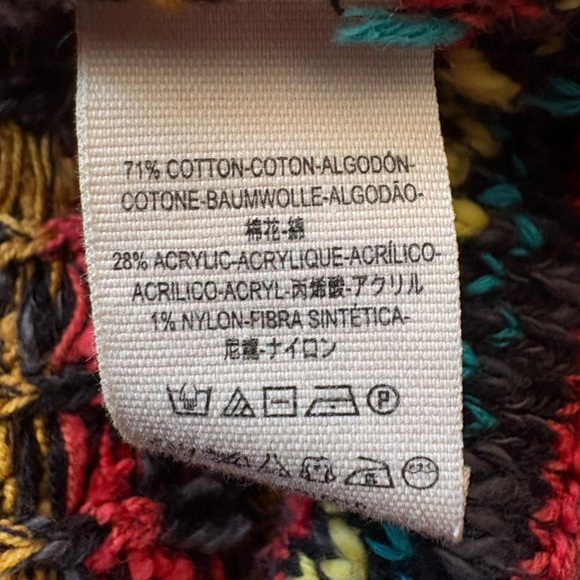 71% COTTON-COTON-ALGODÓN-
COTONE-BAUMWOLLE-ALGODÃO-
棉花-綿
28% ACRYLIC-ACRYLIQUE-ACRÍLICO-
ACRILICO-ACRYL-丙烯酸-アクリル
1% NYLON-FIBRA SINTÉTICA-
尼龍-ナイロン
P